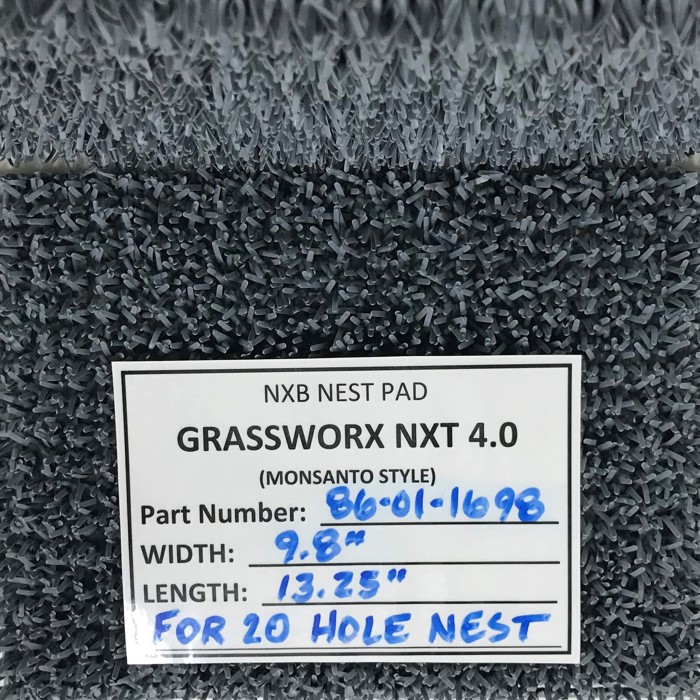 NXB NEST PAD
GRASSWORX NXT 4.0
(MONSANTO STYLE)
Part Number: 86-01-1698
WIDTH: 9.8"
LENGTH: 13.25"
FOR 20 HOLE NEST